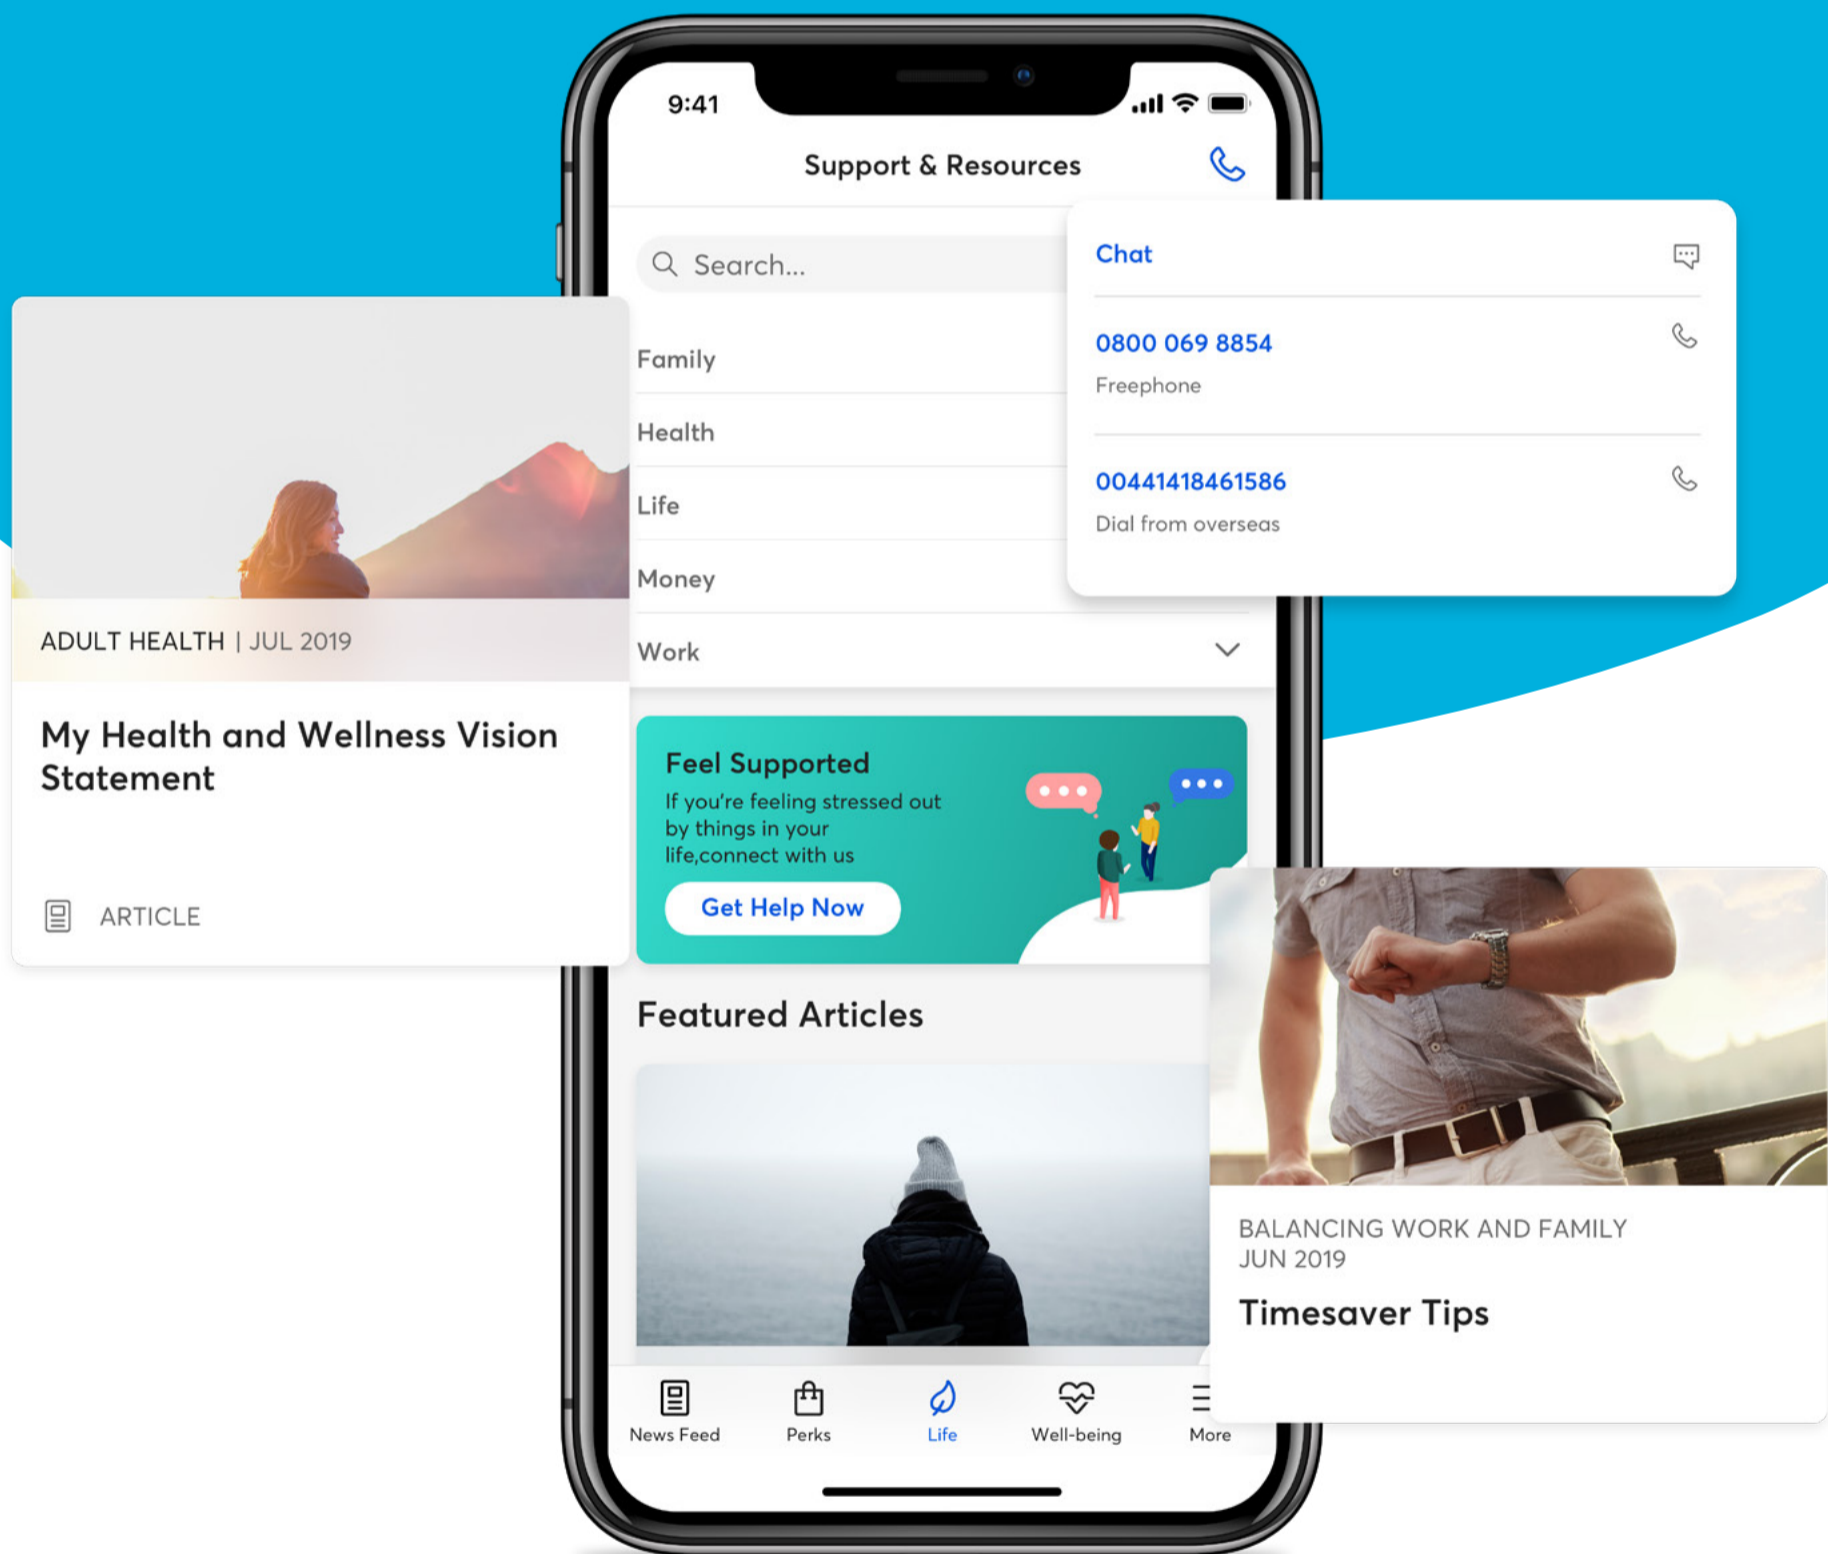 9:41
Support & Resources
Search...
Family
Health
Life
Money
Work
Chat
0800 069 8854
Freephone
00441418461586
Dial from overseas
ADULT HEALTH | JUL 2019
My Health and Wellness Vision
Statement
ARTICLE
Feel Supported
If you're feeling stressed out
by things in your
life,connect with us
Get Help Now
Featured Articles
BALANCING WORK AND FAMILY
JUN 2019
Timesaver Tips
News Feed
Perks
Life
Well-being
More